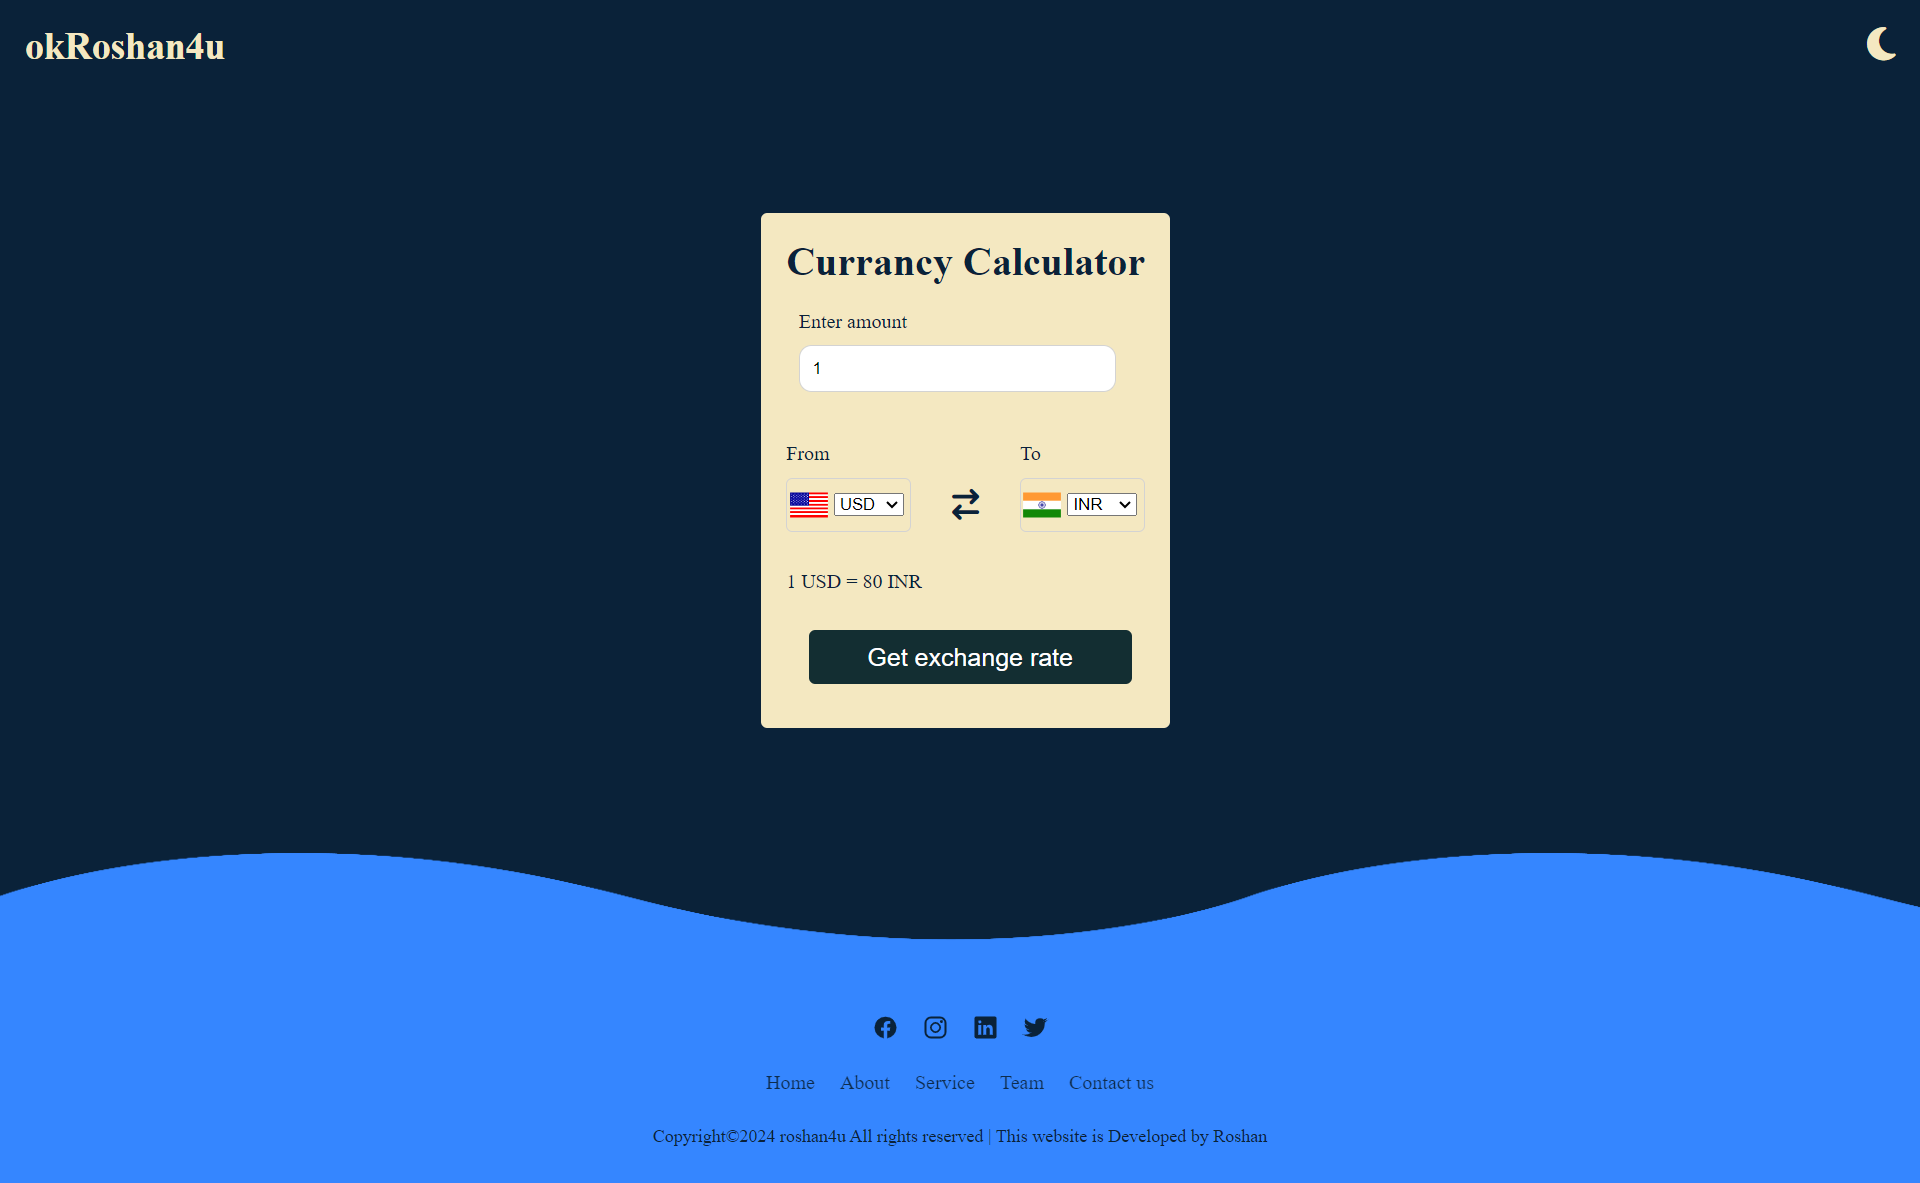 okRoshan4u
Currancy Calculator
Enter amount
1
From To
USD INR
1 USD = 80 INR
Get exchange rate
Home About Service Team Contact us
Copyright©2024 roshan4u All rights reserved | This website is Developed by Roshan